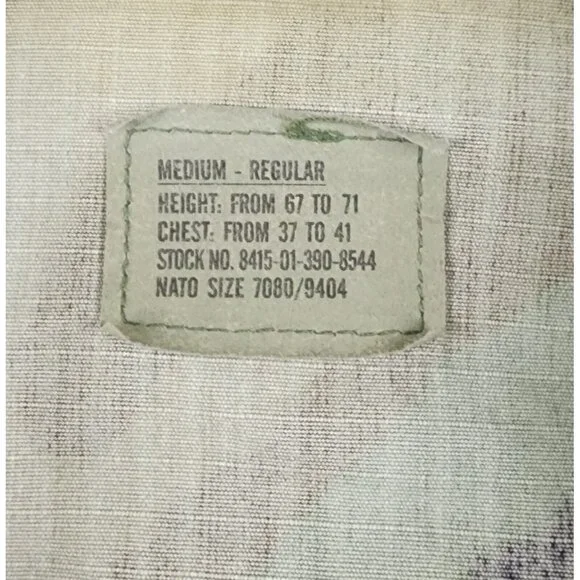 MEDIUM - REGULAR
HEIGHT: FROM 67 TO 71
CHEST: FROM 37 TO 41
STOCK NO. 8415-01-390-8544
NATO SIZE 7080/9404